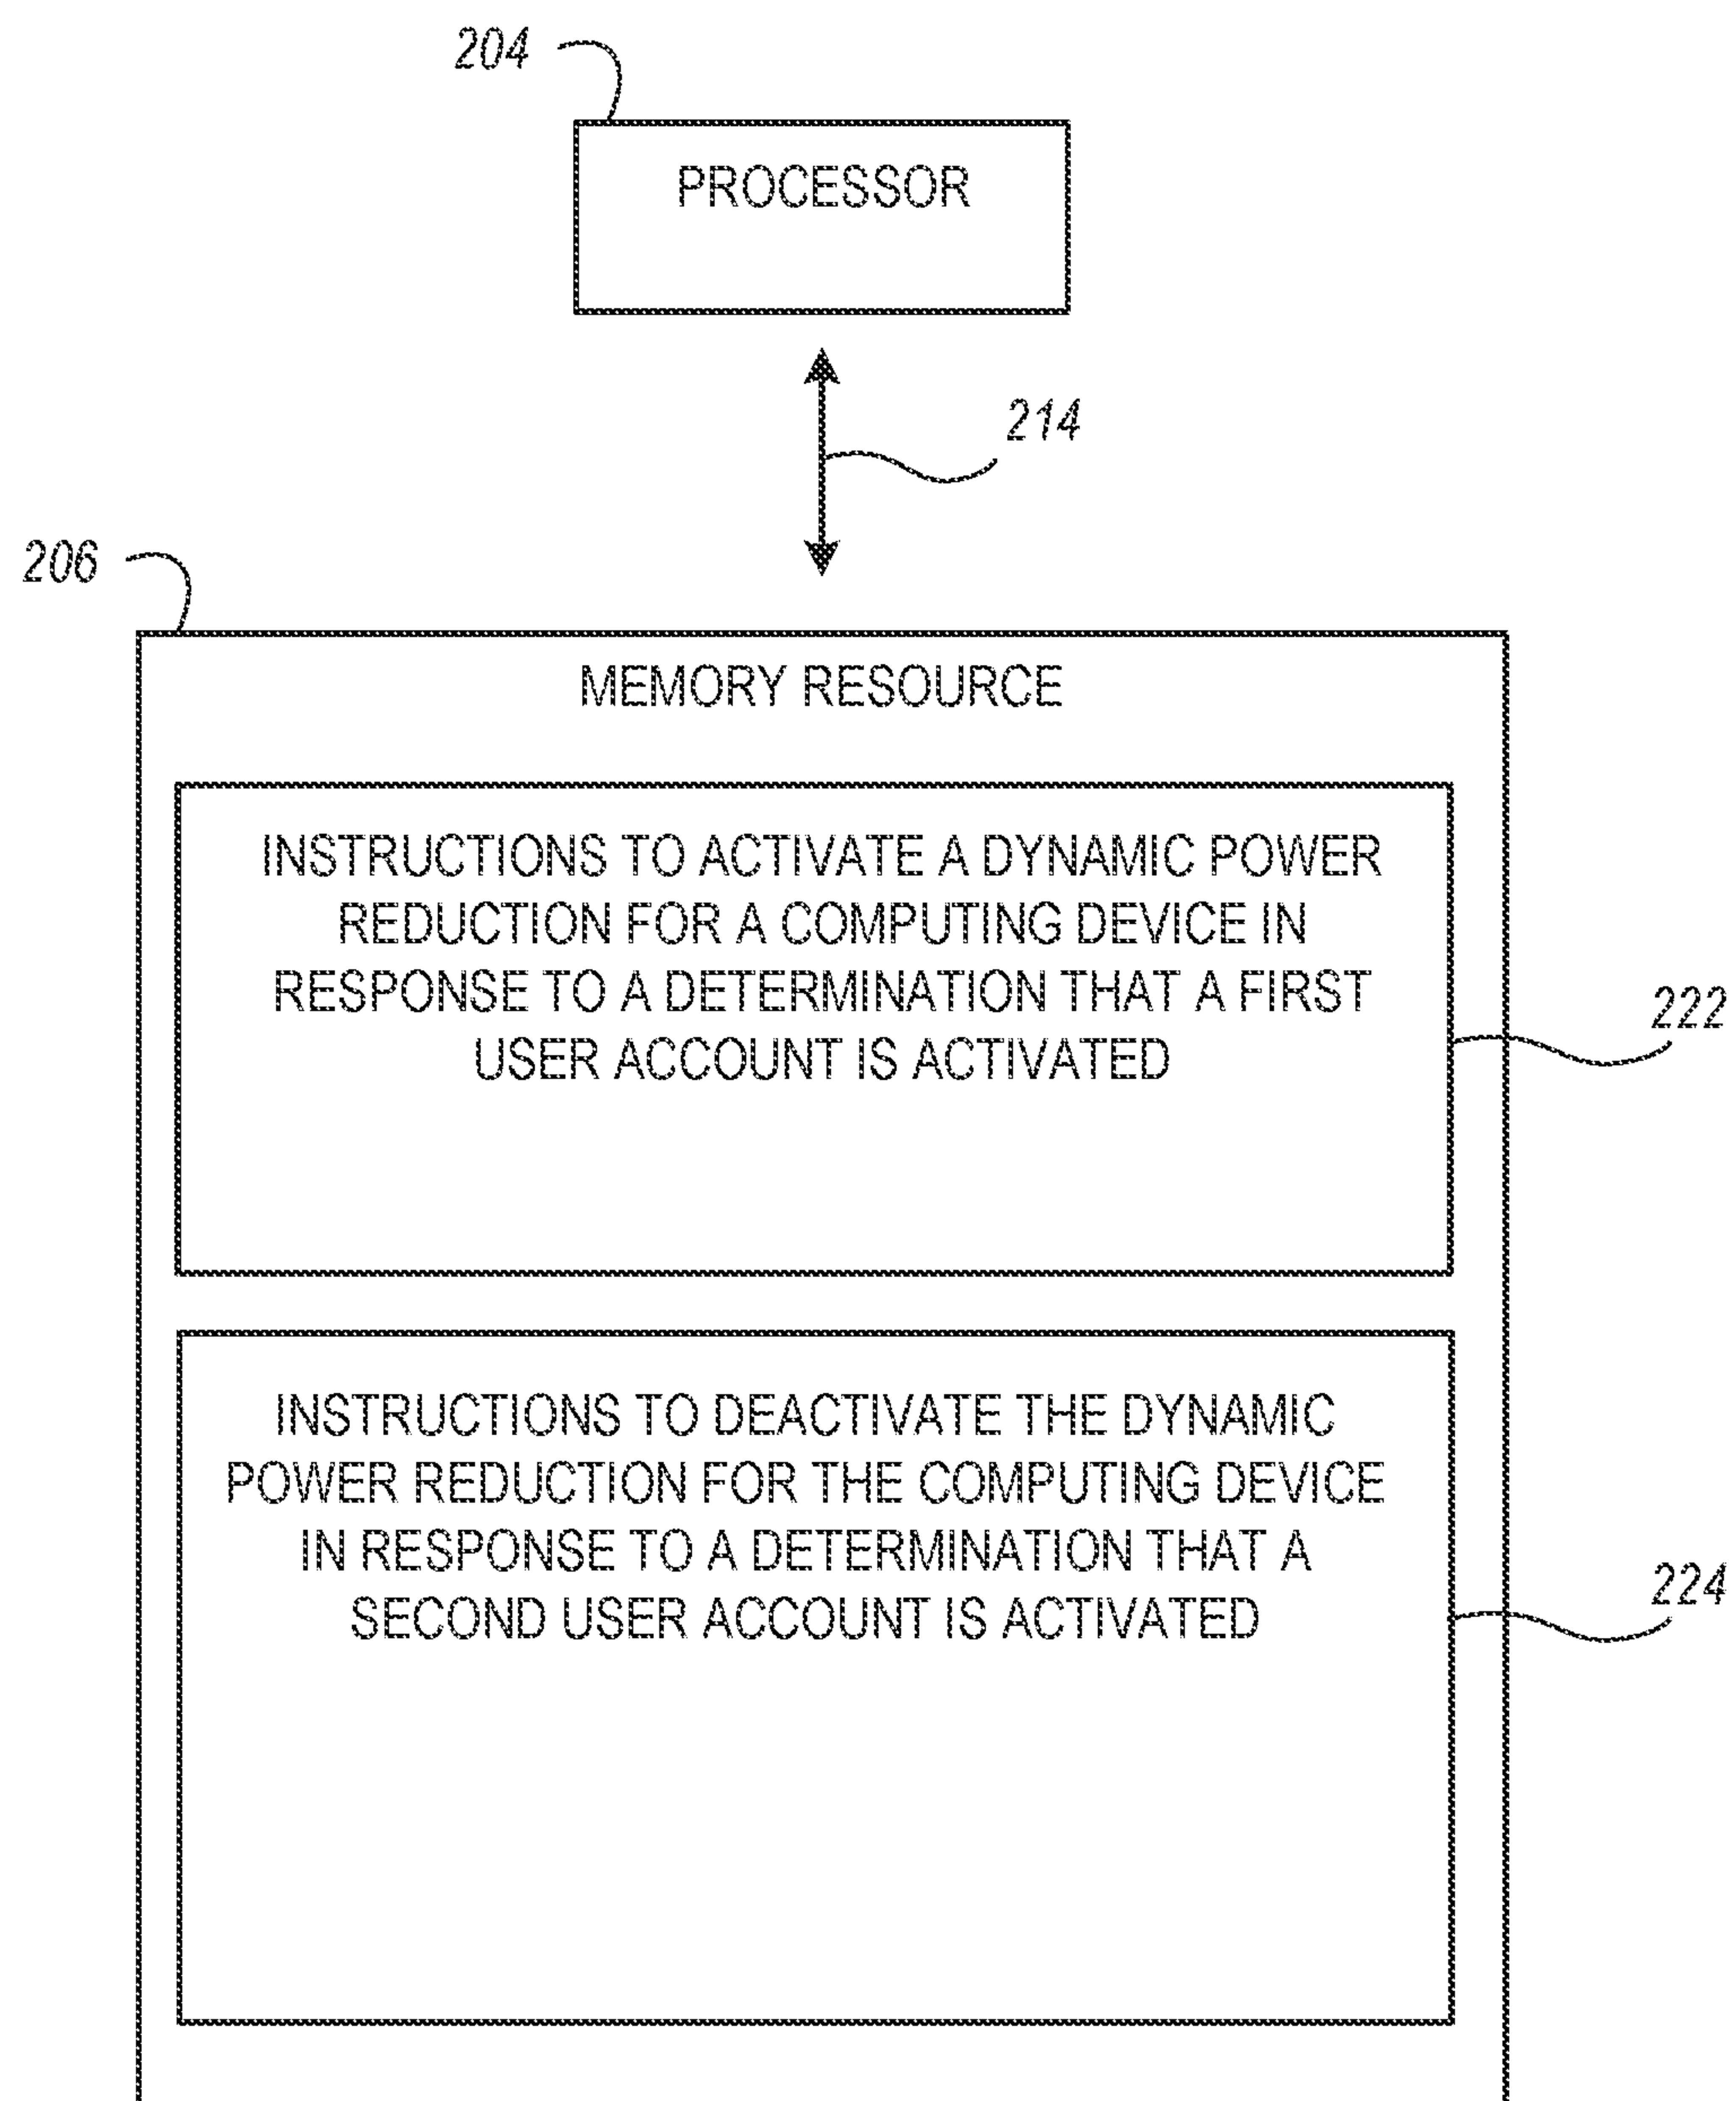 204
PROCESSOR
214
206
MEMORY RESOURCE
INSTRUCTIONS TO ACTIVATE A DYNAMIC POWER
REDUCTION FOR A COMPUTING DEVICE IN
RESPONSE TO A DETERMINATION THAT A FIRST
USER ACCOUNT IS ACTIVATED
222
INSTRUCTIONS TO DEACTIVATE THE DYNAMIC
POWER REDUCTION FOR THE COMPUTING DEVICE
IN RESPONSE TO A DETERMINATION THAT A
SECOND USER ACCOUNT IS ACTIVATED
224